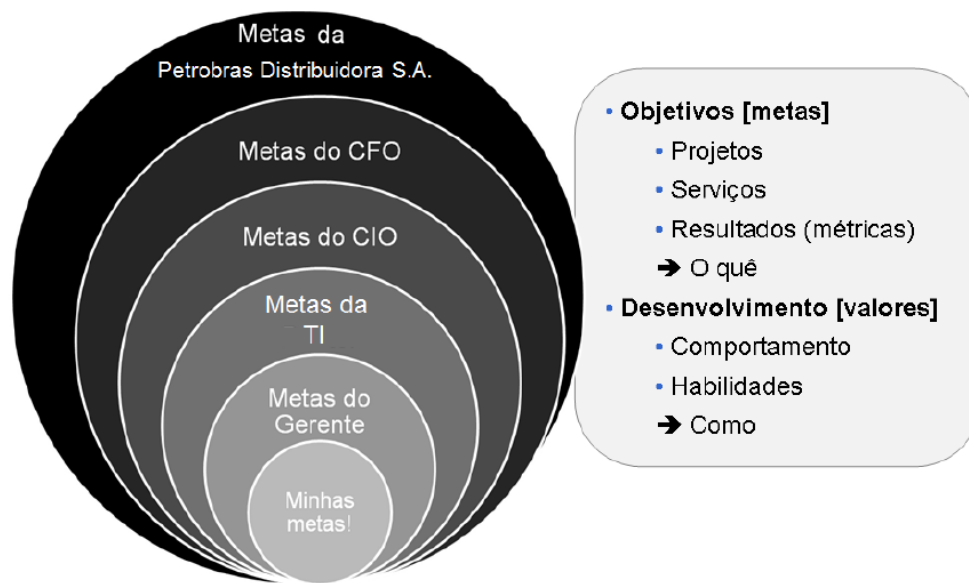 Metas da
Petrobras Distribuidora S.A.
Metas do CFO
Metas do CIO
Metas da
TI
Metas do
Gerente
Minhas
metas!
• Objetivos [metas]
• Projetos
• Serviços
• Resultados (métricas)
➔ O quê
• Desenvolvimento [valores]
• Comportamento
• Habilidades
➔ Como